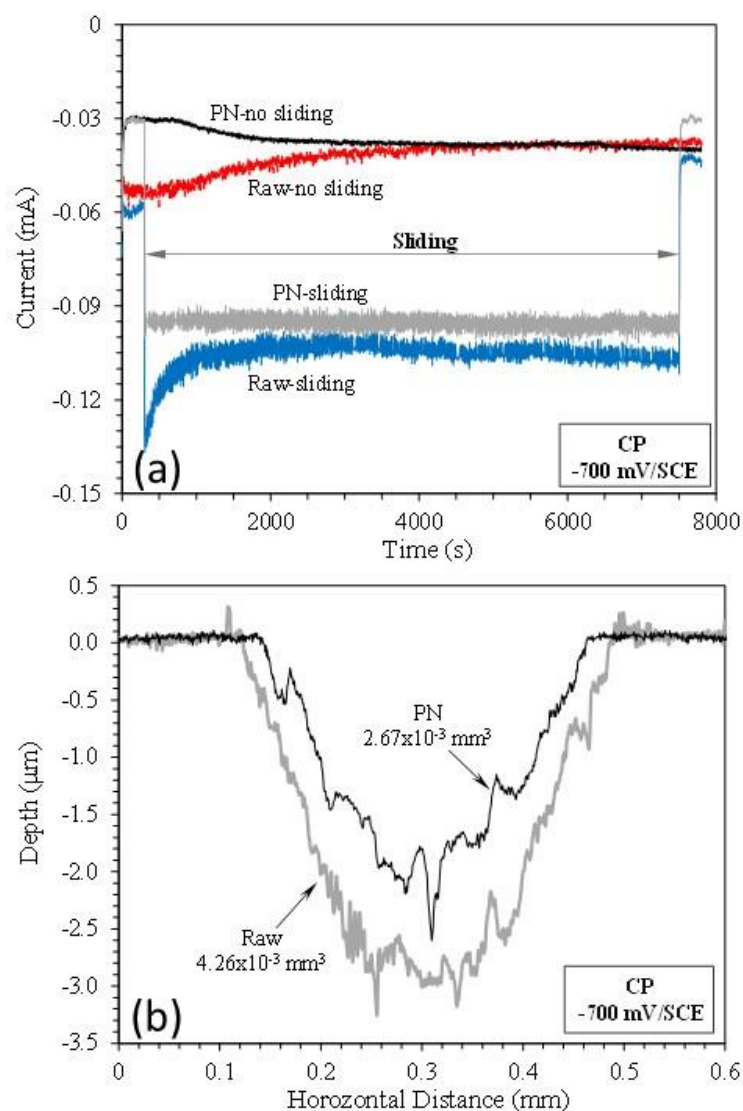 0
-0.03
-0.06
-0.09
-0.12
-0.15
Current (mA)
PN-no sliding
Raw-no sliding
Sliding
PN-sliding
Raw-sliding
CP
-700 mV/SCE
(a)
0 2000 4000 6000 8000
Time (s)
0.5
0.0
-0.5
-1.0
-1.5
-2.0
-2.5
-3.0
-3.5
Depth (μm)
PN
2.67x10⁻³ mm³
Raw
4.26x10⁻³ mm³
CP
-700 mV/SCE
(b)
0 0.1 0.2 0.3 0.4 0.5 0.6
Horozontal Distance (mm)